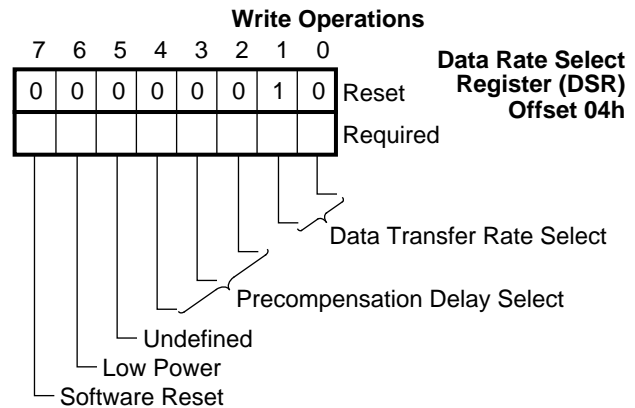 Write Operations
7 6 5 4 3 2 1 0
Data Rate Select
Register (DSR)
Offset 04h
0 0 0 0 0 0 1 0 Reset
Required
Data Transfer Rate Select
Precompensation Delay Select
Undefined
Low Power
Software Reset